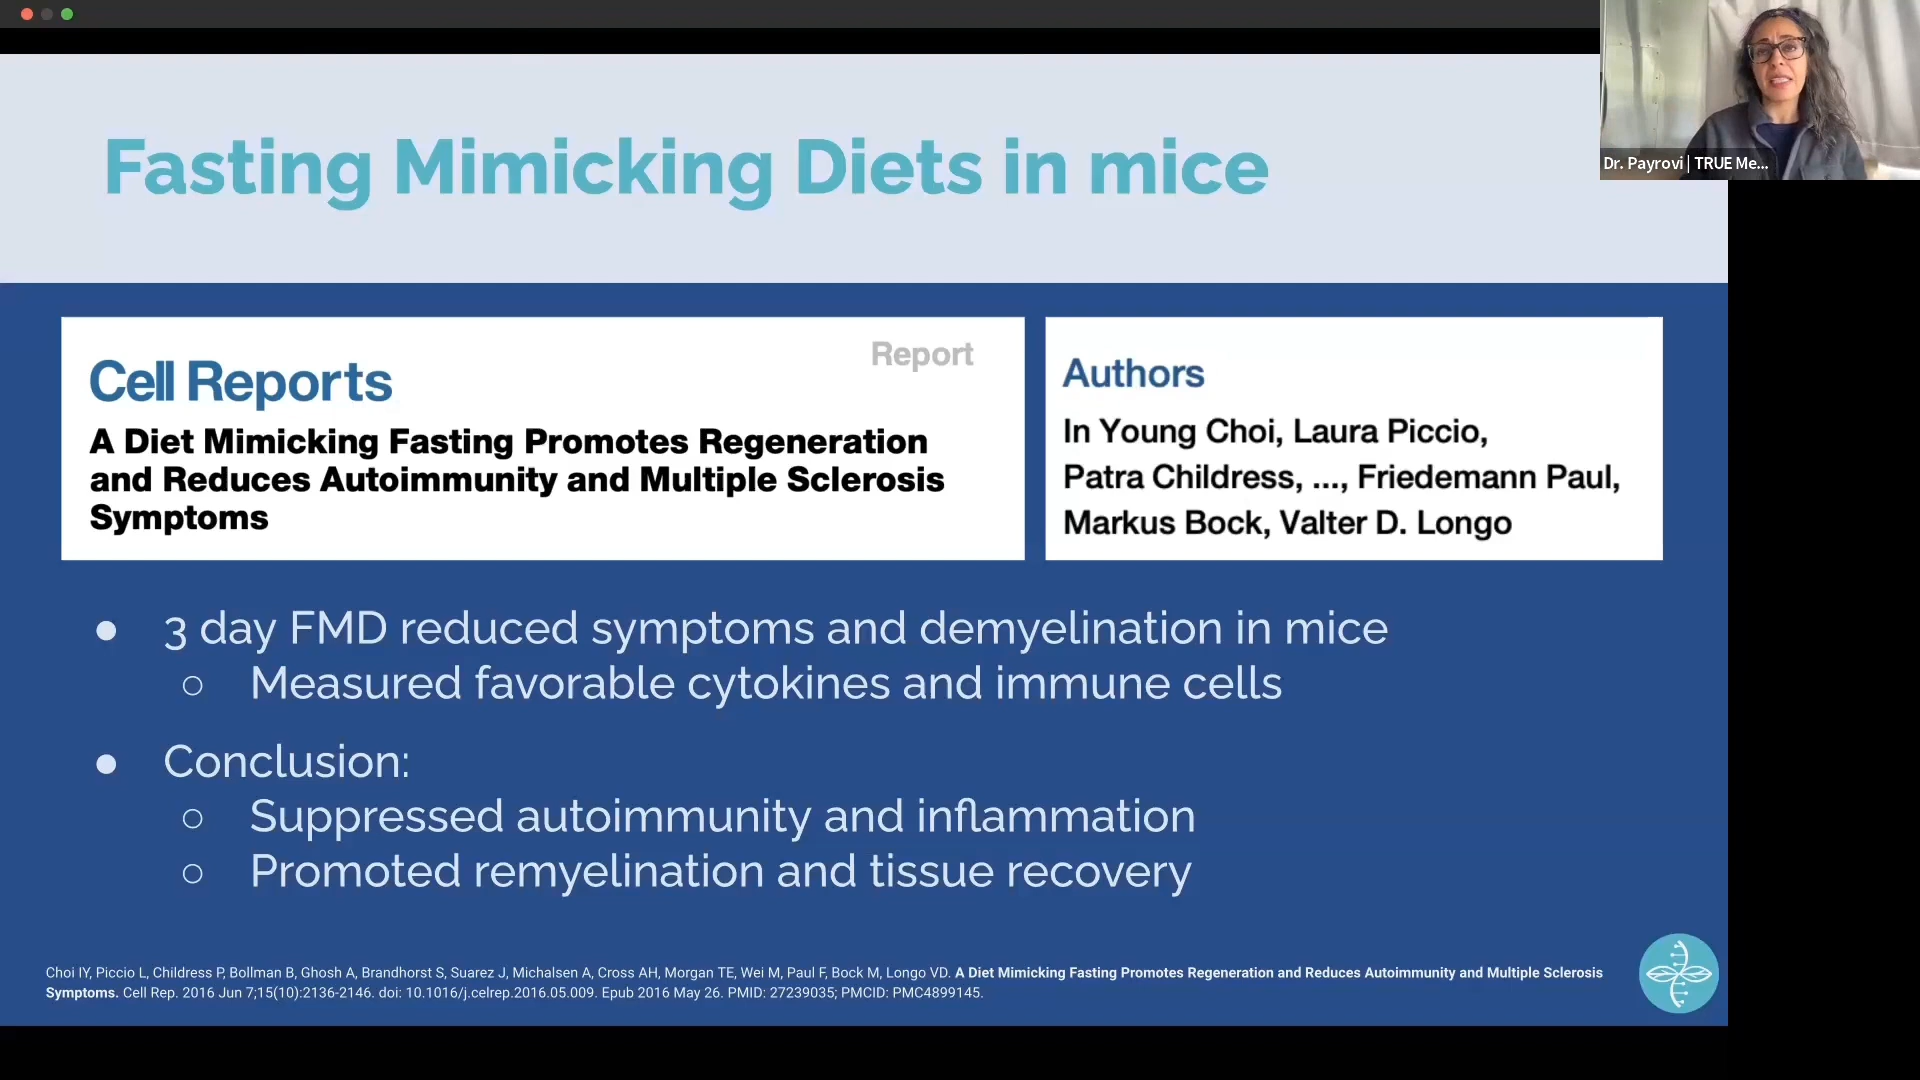 Fasting Mimicking Diets in mice
Dr. Payrovi | TRUE Me...
Report
Cell Reports
A Diet Mimicking Fasting Promotes Regeneration
and Reduces Autoimmunity and Multiple Sclerosis
Symptoms
Authors
In Young Choi, Laura Piccio,
Patra Childress, ..., Friedemann Paul,
Markus Bock, Valter D. Longo
● 3 day FMD reduced symptoms and demyelination in mice
○ Measured favorable cytokines and immune cells
● Conclusion:
○ Suppressed autoimmunity and inflammation
○ Promoted remyelination and tissue recovery
Choi IY, Piccio L, Childress P, Bollman B, Ghosh A, Brandhorst S, Suarez J, Michalsen A, Cross AH, Morgan TE, Wei M, Paul F, Bock M, Longo VD. A Diet Mimicking Fasting Promotes Regeneration and Reduces Autoimmunity and Multiple Sclerosis
Symptoms. Cell Rep. 2016 Jun 7;15(10):2136-2146. doi: 10.1016/j.celrep.2016.05.009. Epub 2016 May 26. PMID: 27239035; PMCID: PMC4899145.